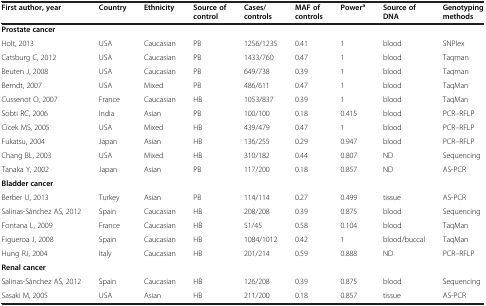 First author, year Country Ethnicity Source of control Cases/controls MAF of controls Powerᵃ Source of DNA Genotyping methods
Prostate cancer
Holt, 2013 USA Caucasian PB 1256/1235 0.41 1 blood SNPlex
Catsburg C, 2012 USA Caucasian PB 1433/760 0.47 1 blood Taqman
Beuten J, 2008 USA Caucasian PB 649/738 0.39 1 blood Taqman
Berndt, 2007 USA Mixed PB 486/611 0.47 1 blood TaqMan
Cussenot O, 2007 France Caucasian HB 1053/837 0.39 1 blood TaqMan
Sobti RC, 2006 India Asian PB 100/100 0.18 0.415 blood PCR–RFLP
Cicek MS, 2005 USA Mixed HB 439/479 0.47 1 blood PCR–RFLP
Fukatsu, 2004 Japan Asian HB 136/255 0.29 0.947 blood PCR–RFLP
Chang BL, 2003 USA Mixed HB 310/182 0.44 0.807 ND Sequencing
Tanaka Y, 2002 Japan Asian PB 117/200 0.18 0.857 ND AS-PCR
Bladder cancer
Berber U, 2013 Turkey Asian PB 114/114 0.27 0.499 tissue AS-PCR
Salinas-Sánchez AS, 2012 Spain Caucasian HB 208/208 0.39 0.875 blood Sequencing
Fontana L, 2009 France Caucasian HB 51/45 0.58 0.104 blood TaqMan
Figueroa J, 2008 Spain Caucasian HB 1084/1012 0.42 1 blood/buccal TaqMan
Hung RJ, 2004 Italy Caucasian HB 201/214 0.59 0.888 ND PCR–RFLP
Renal cancer
Salinas-Sánchez AS, 2012 Spain Caucasian HB 126/208 0.39 0.875 blood Sequencing
Sasaki M, 2005 USA Asian HB 211/200 0.18 0.857 tissue AS-PCR